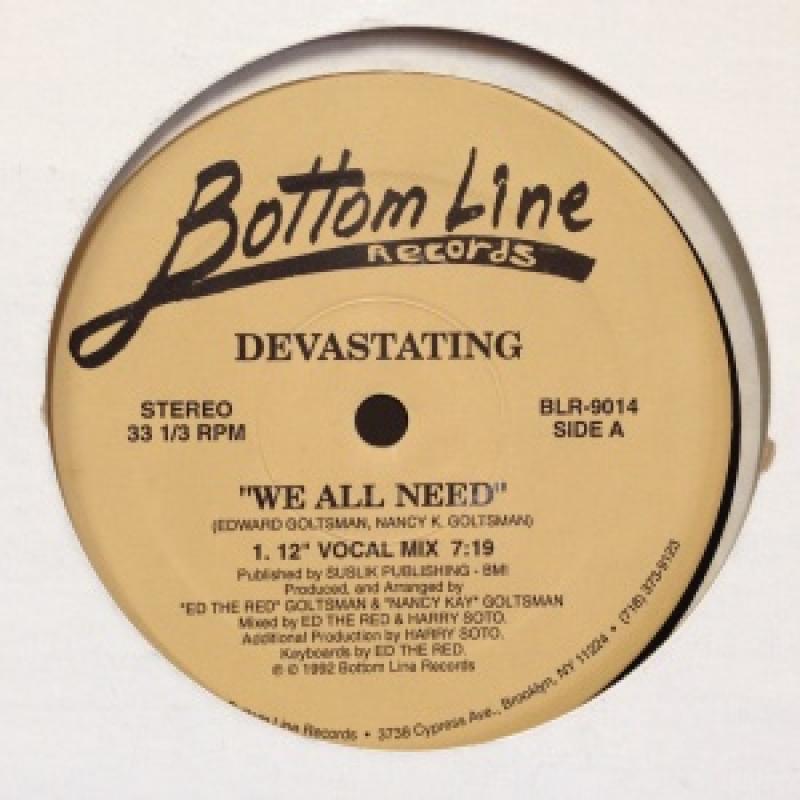 Bottom Line
Records
DEVASTATING
STEREO
33 1/3 RPM
BLR-9014
SIDE A
"WE ALL NEED"
(EDWARD GOLTSMAN, NANCY K. GOLTSMAN)
1. 12" VOCAL MIX 7:19
Published by SUSLIK PUBLISHING - BMI
Produced, and Arranged by
"ED THE RED" GOLTSMAN & "NANCY KAY" GOLTSMAN
Mixed by ED THE RED & HARRY SOTO.
Additional Production by HARRY SOTO.
Keyboards by ED THE RED.
℗ © 1992 Bottom Line Records
Line Records • 3738 Cypress Ave., Brooklyn, NY 11224 • (718) 373-9123